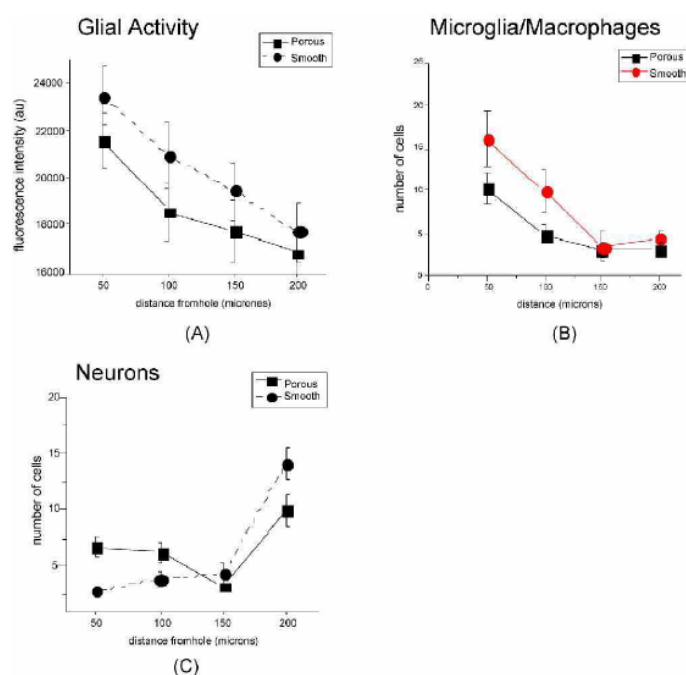 Glial Activity
Porous
Smooth
24000
22000
20000
18000
16000
fluorescence intensity (au)
50
100
150
200
distance fromhole (micrones)
(A)
Microglia/Macrophages
Porous
Smooth
25
20
15
10
5
0
number of cells
0
50
100
150
200
distance (microns)
(B)
Neurons
Porous
Smooth
20
15
10
5
number of cells
50
100
150
200
distance fromhole (microns)
(C)